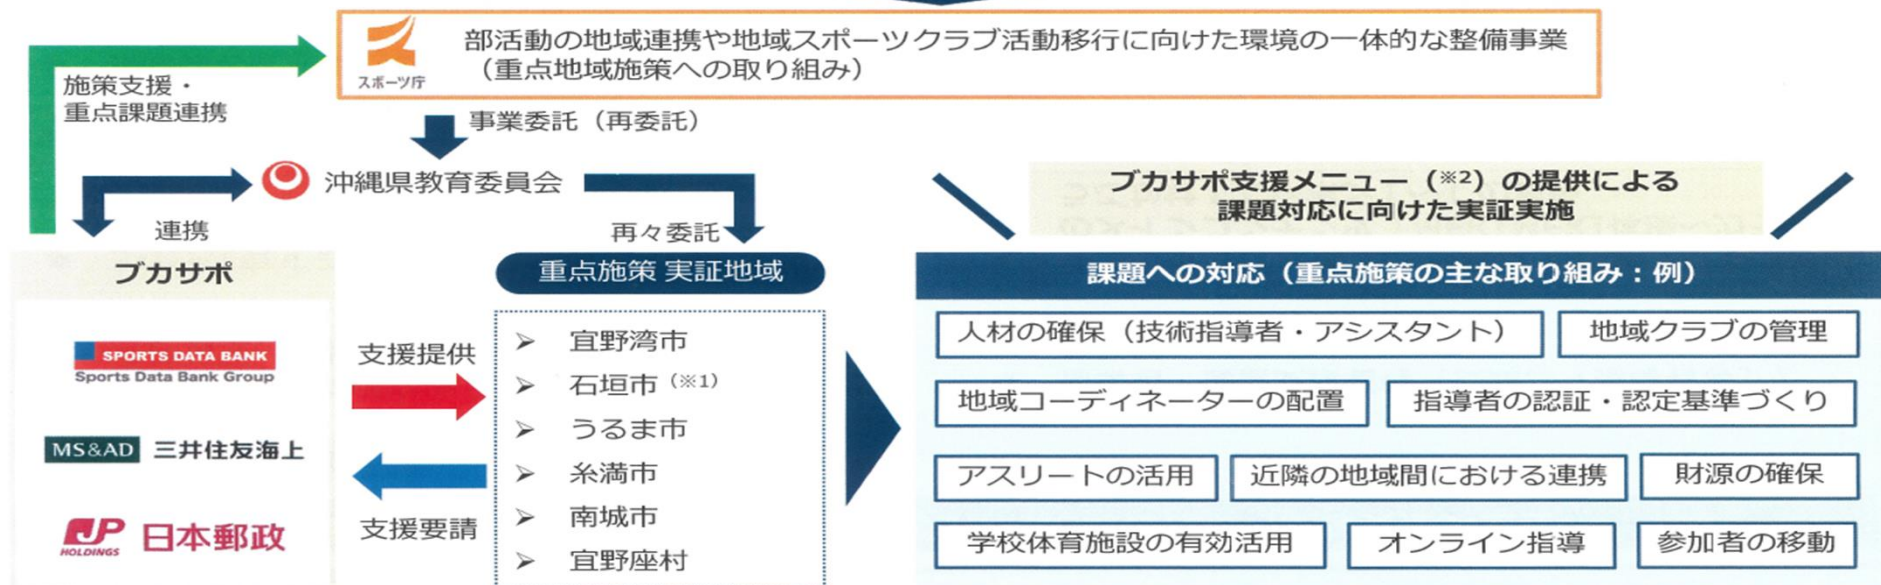 部活動の地域連携や地域スポーツクラブ活動移行に向けた環境の一体的な整備事業
（重点地域施策への取り組み）
スポーツ庁
施策支援・
重点課題連携
事業委託（再委託）
沖縄県教育委員会
連携
再々委託
ブカサポ支援メニュー（※2）の提供による
課題対応に向けた実証実施
ブカサポ
SPORTS DATA BANK
Sports Data Bank Group
MS&AD 三井住友海上
JP
HOLDINGS
日本郵政
支援提供
支援要請
重点施策 実証地域
➢ 宜野湾市
➢ 石垣市（※1）
➢ うるま市
➢ 糸満市
➢ 南城市
➢ 宜野座村
課題への対応（重点施策の主な取り組み：例）
人材の確保（技術指導者・アシスタント） 地域クラブの管理
地域コーディネーターの配置 指導者の認証・認定基準づくり
アスリートの活用 近隣の地域間における連携 財源の確保
学校体育施設の有効活用 オンライン指導 参加者の移動